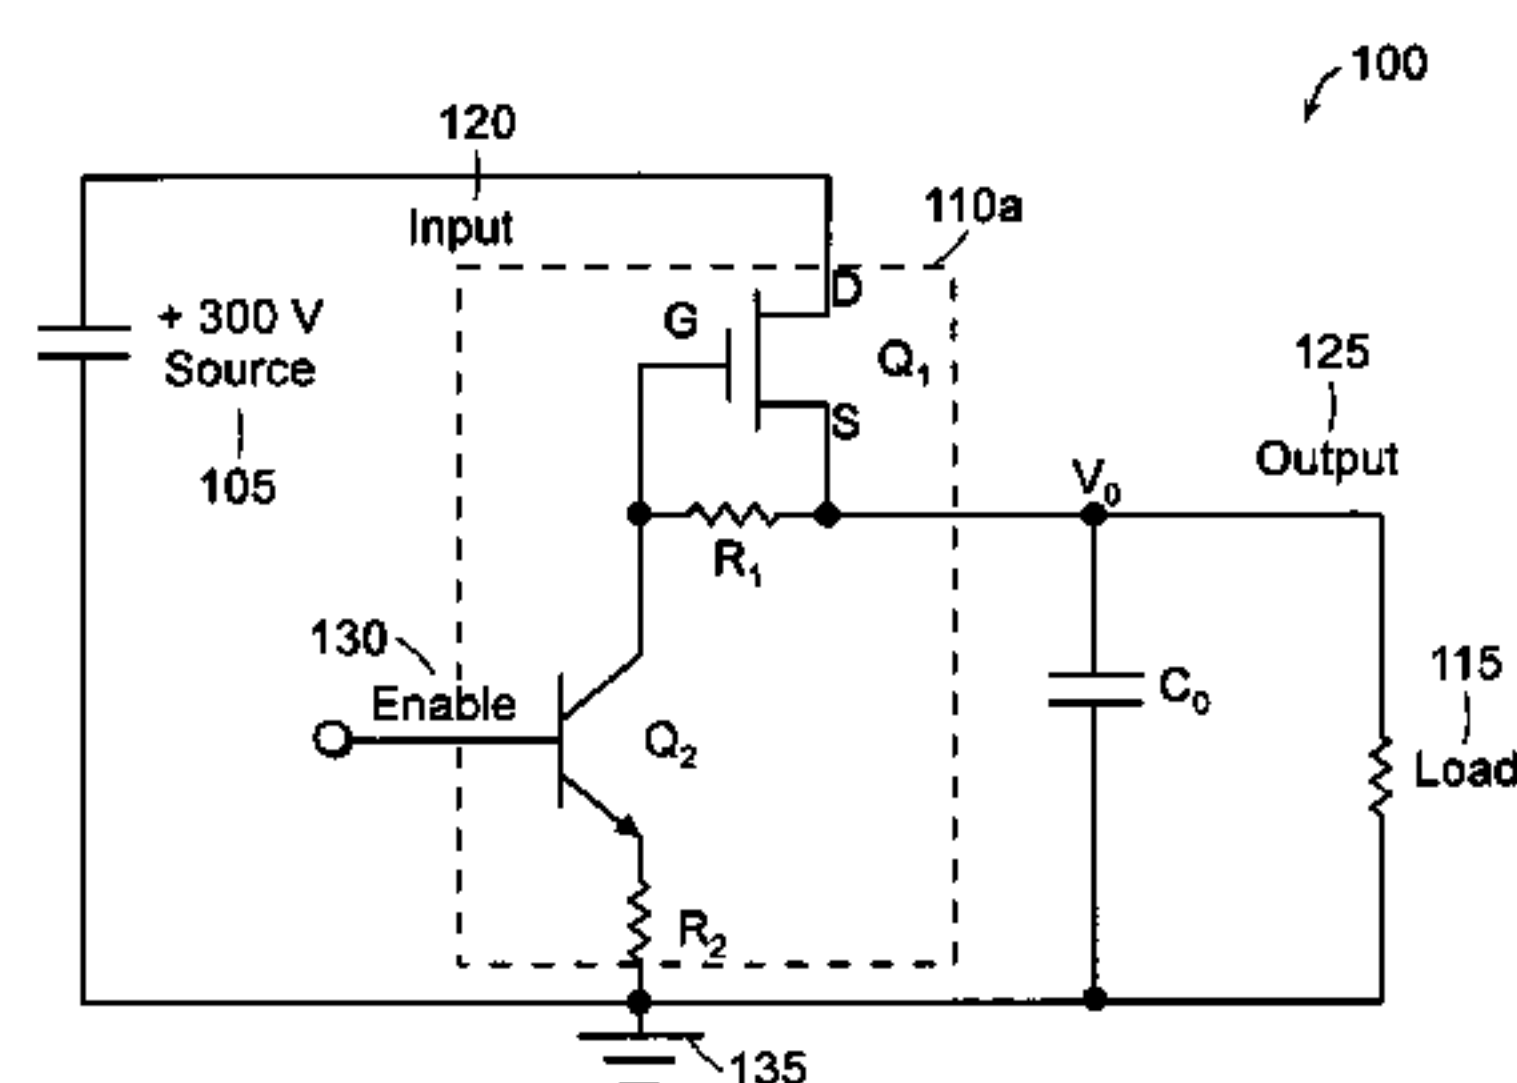 100
120
Input
110a
+ 300 V
Source
105
D
G
Q1
S
125
Output
V0
R1
130
Enable
Q2
C0
115
Load
R2
135